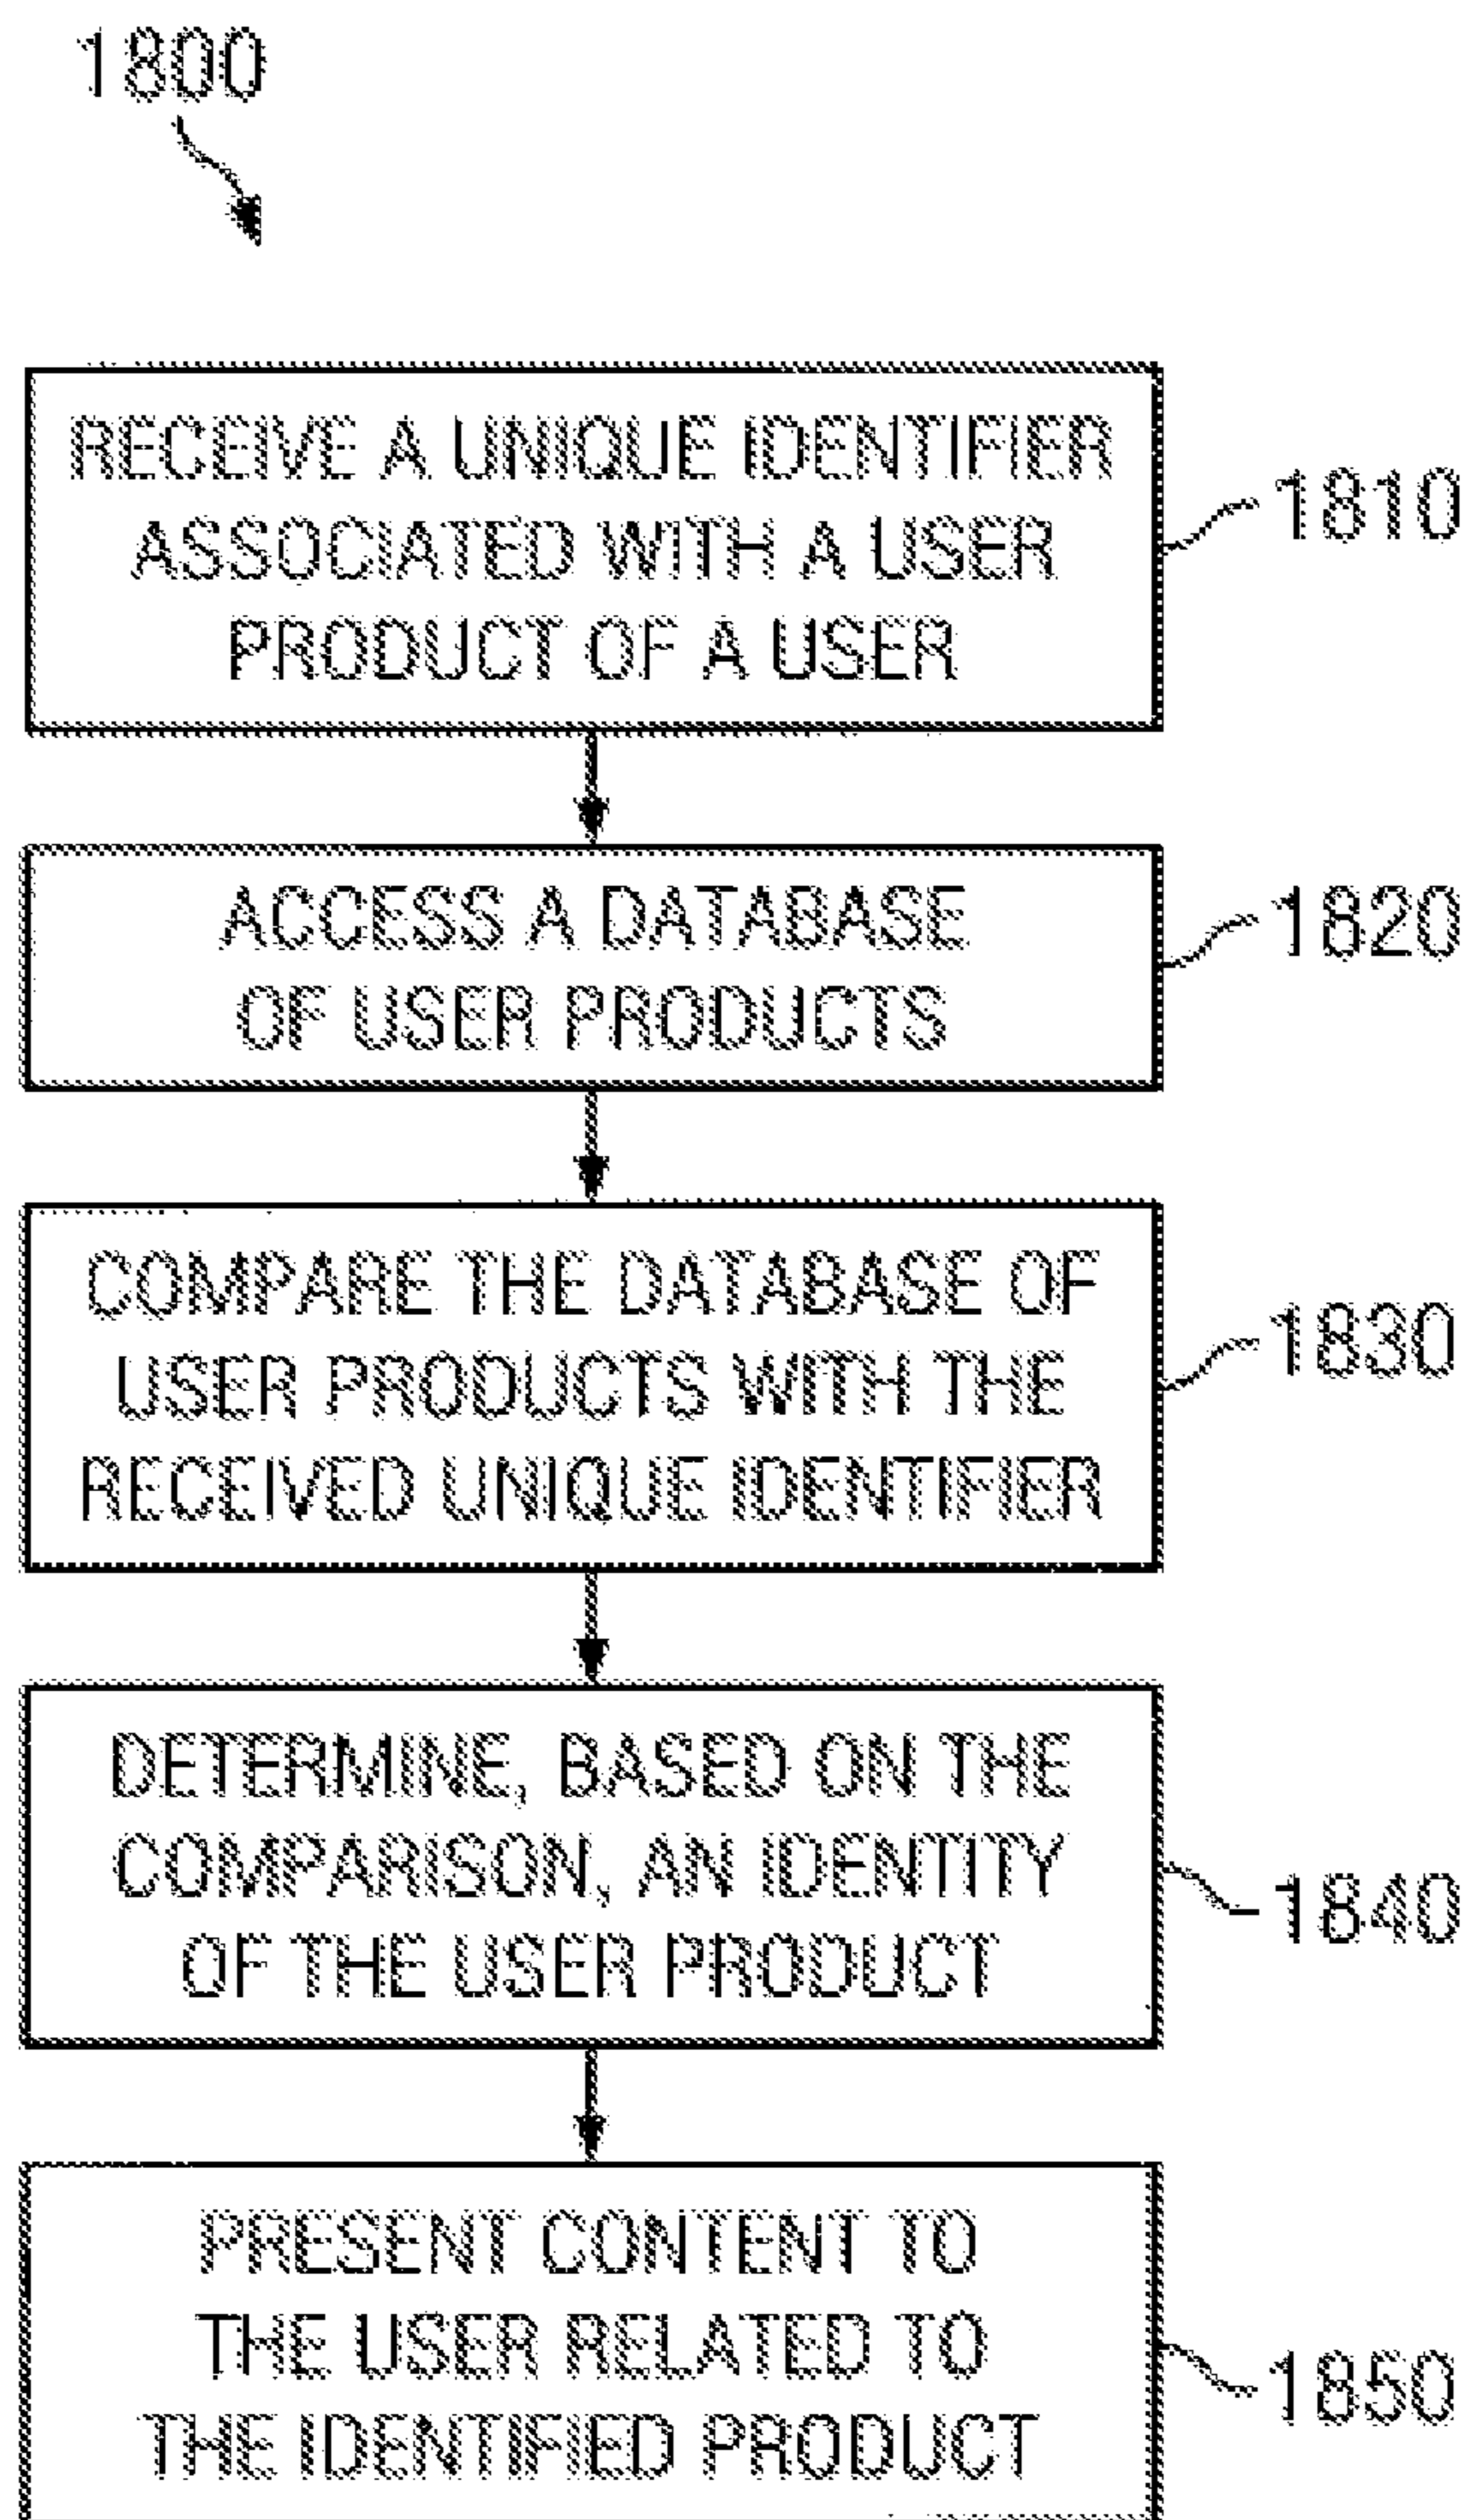 1800
RECEIVE A UNIQUE IDENTIFIER
ASSOCIATED WITH A USER
PRODUCT OF A USER
1810
ACCESS A DATABASE
OF USER PRODUCTS
1820
COMPARE THE DATABASE OF
USER PRODUCTS WITH THE
RECEIVED UNIQUE IDENTIFIER
1830
DETERMINE, BASED ON THE
COMPARISON, AN IDENTITY
OF THE USER PRODUCT
1840
PRESENT CONTENT TO
THE USER RELATED TO
THE IDENTIFIED PRODUCT
1850